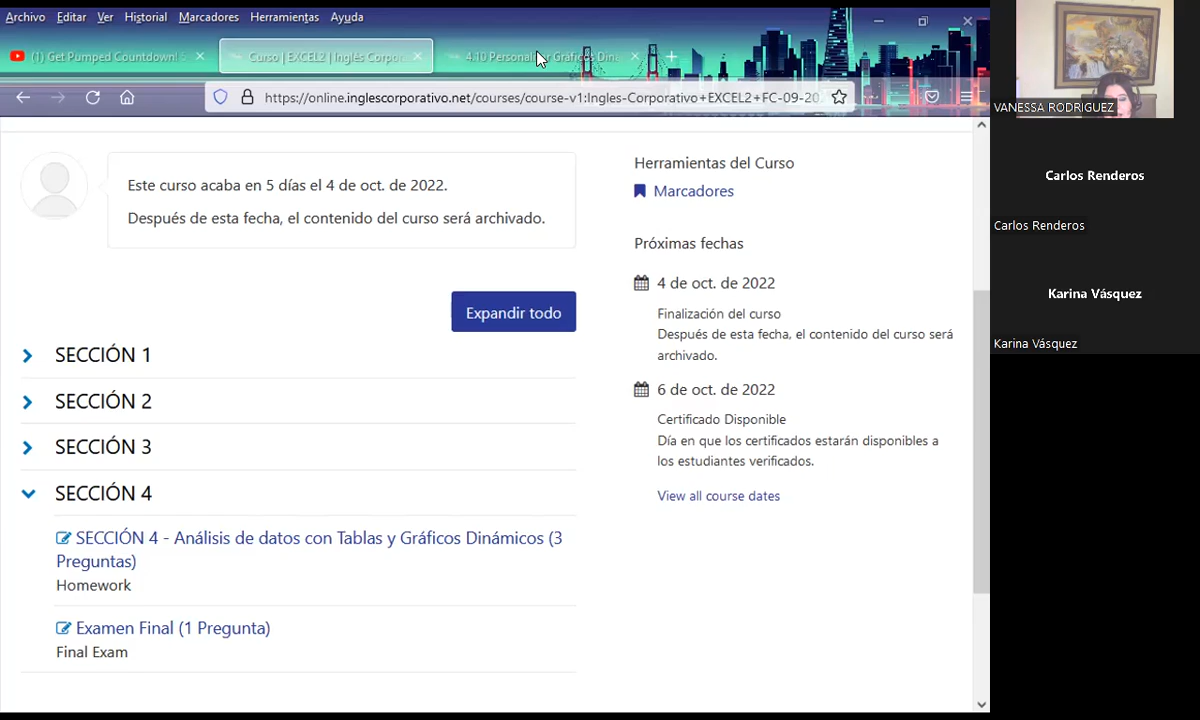 Archivo Editar Ver Historial Marcadores Herramientas Ayuda
(1) Get Pumped Countdown!
Curso | EXCEL2 | Ingles Corpor
4.10 Personal Gráficos Din
https://online.inglescorporativo.net/courses/course-v1:Ingles-Corporativo+EXCEL2+FC-09-20
Este curso acaba en 5 días el 4 de oct. de 2022.
Después de esta fecha, el contenido del curso será archivado.
Expandir todo
SECCIÓN 1
SECCIÓN 2
SECCIÓN 3
SECCIÓN 4
SECCIÓN 4 - Análisis de datos con Tablas y Gráficos Dinámicos (3
Preguntas)
Homework
Examen Final (1 Pregunta)
Final Exam
Herramientas del Curso
Marcadores
Próximas fechas
4 de oct. de 2022
Finalización del curso
Después de esta fecha, el contenido del curso será
archivado.
6 de oct. de 2022
Certificado Disponible
Día en que los certificados estarán disponibles a
los estudiantes verificados.
View all course dates
VANESSA RODRIGUEZ
Carlos Renderos
Carlos Renderos
Karina Vásquez
Karina Vásquez